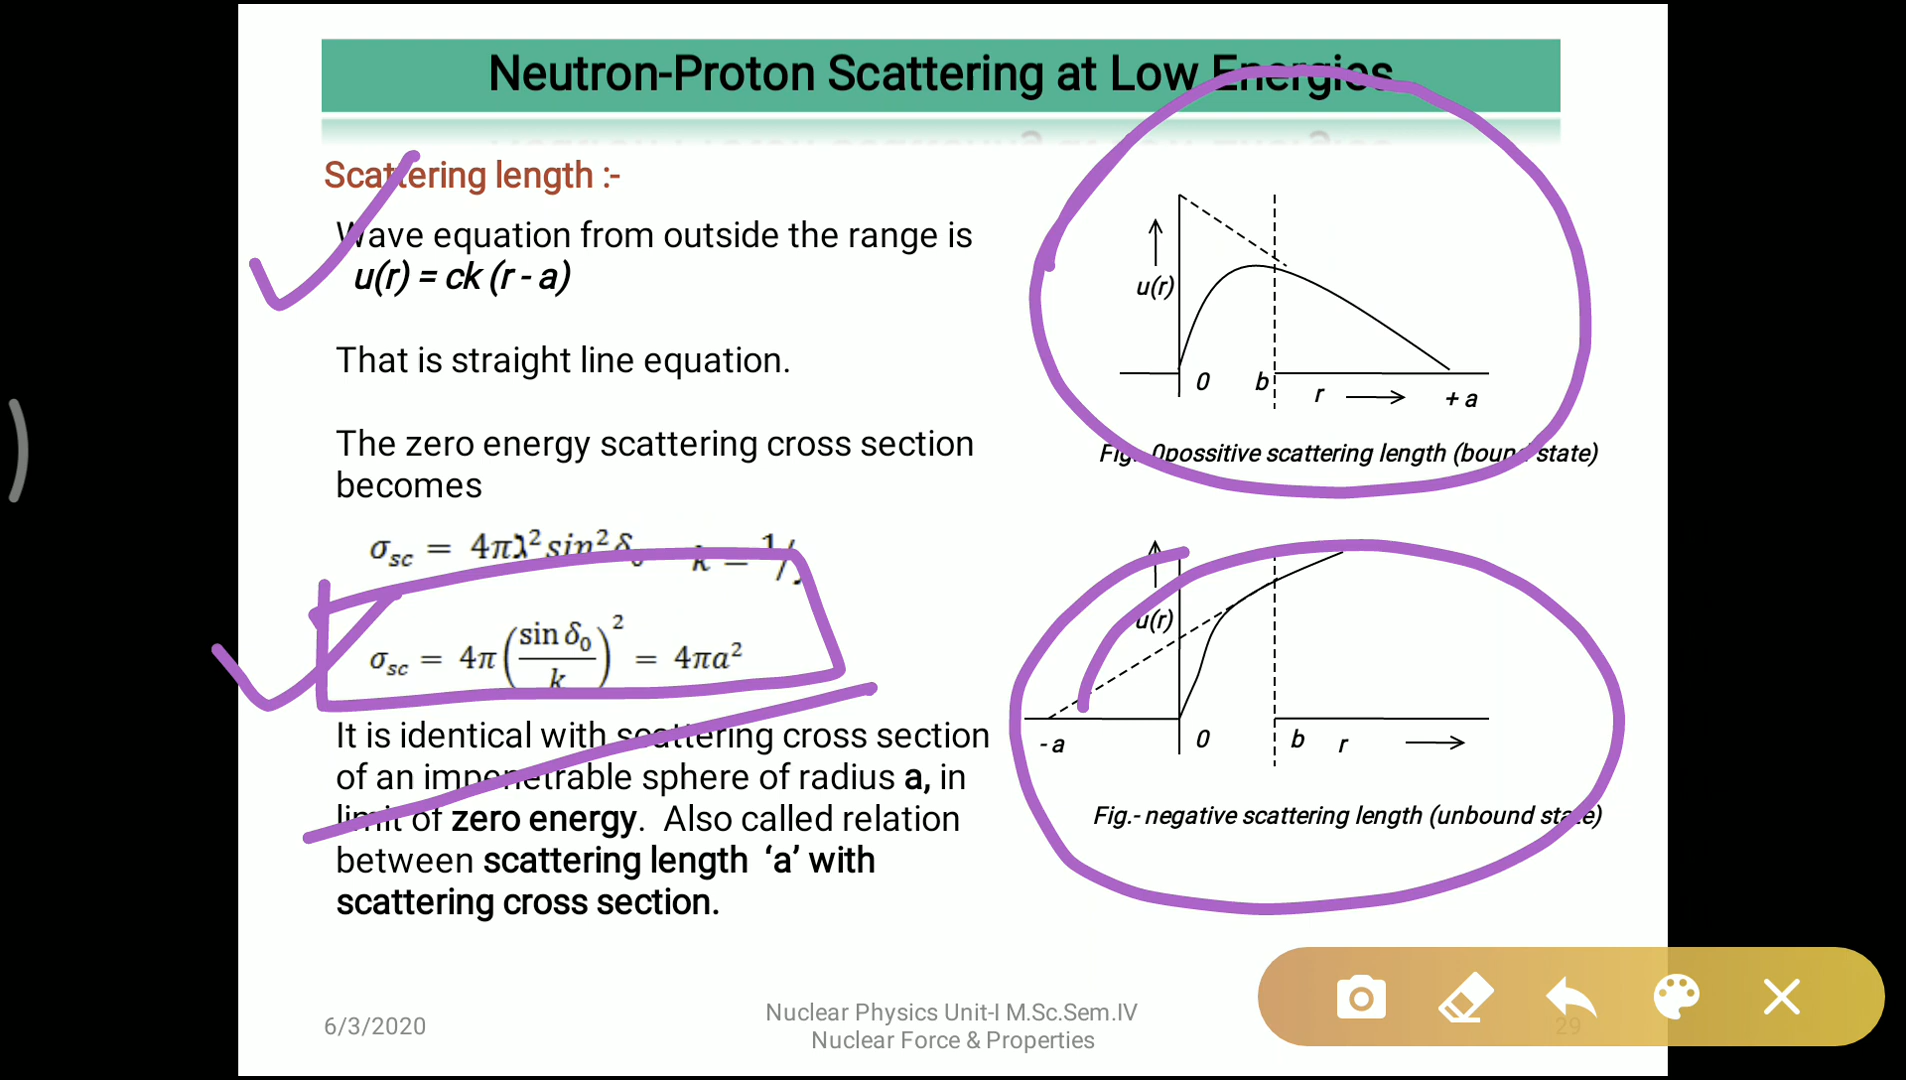 Neutron-Proton Scattering at Low Energies
Scattering length :-
Wave equation from outside the range is
u(r) = ck (r - a)
That is straight line equation.
The zero energy scattering cross section
becomes
σsc = 4πƛ² sin² δ₀ k = 1/
σsc = 4π(sin δ₀/k)² = 4πa²
It is identical with scattering cross section
of an impenetrable sphere of radius a, in
limit of zero energy. Also called relation
between scattering length ‘a’ with
scattering cross section.
u(r)
0 b r + a
Fig.- 0possitive scattering length (bound state)
u(r)
- a 0 b r
Fig.- negative scattering length (unbound state)
6/3/2020
Nuclear Physics Unit-I M.Sc.Sem.IV
Nuclear Force & Properties
29